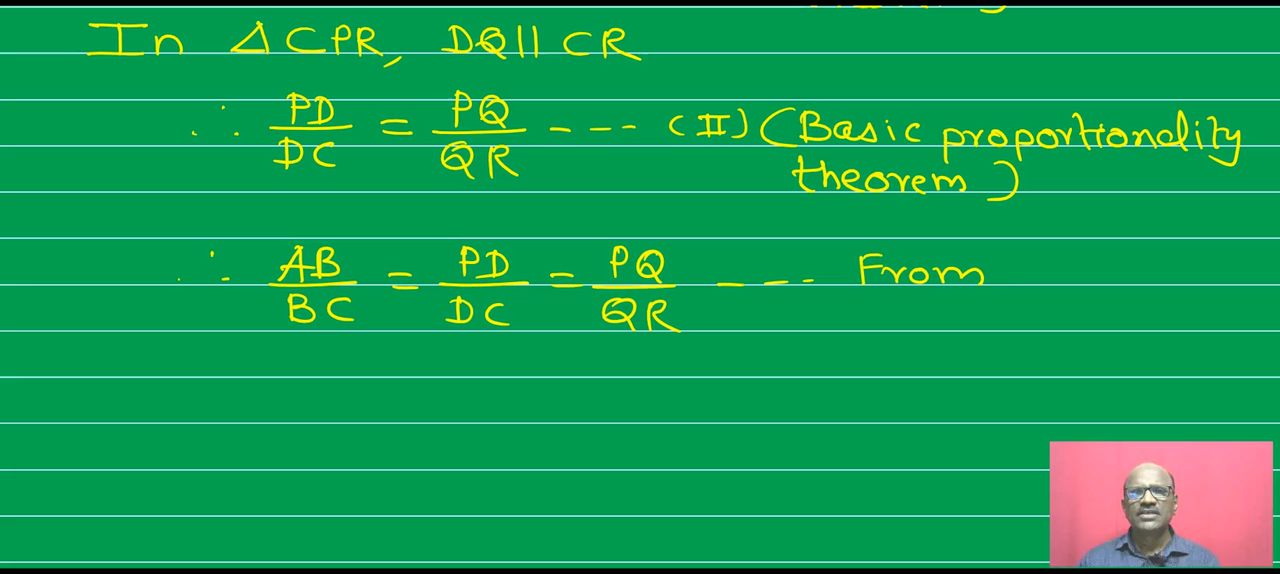 In △CPR, DQ || CR
∴ PD/DC = PQ/QR ---- (II) (Basic proportionality
theorem)
∴ AB/BC = PD/DC = PQ/QR ---- From